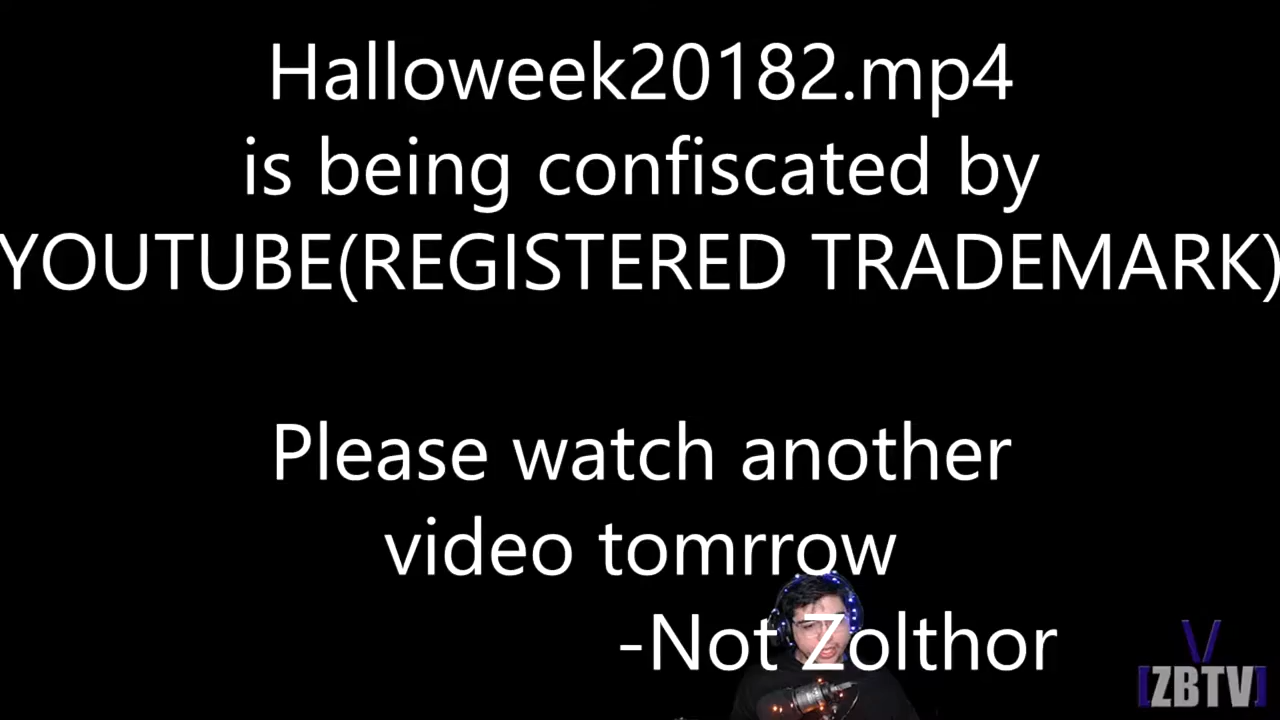 Halloweek20182.mp4
is being confiscated by
YOUTUBE(REGISTERED TRADEMARK)
Please watch another
video tomrrow
-Not Zolthor
V
[ZBTV]